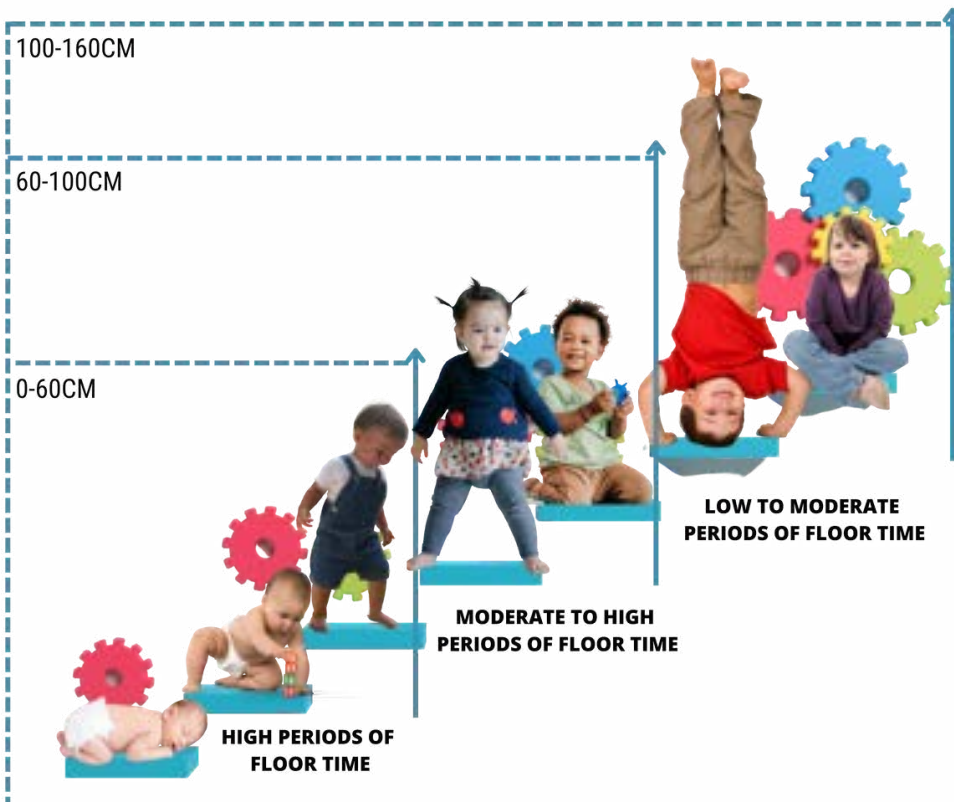 100-160CM
60-100CM
0-60CM
LOW TO MODERATE
PERIODS OF FLOOR TIME
MODERATE TO HIGH
PERIODS OF FLOOR TIME
HIGH PERIODS OF
FLOOR TIME